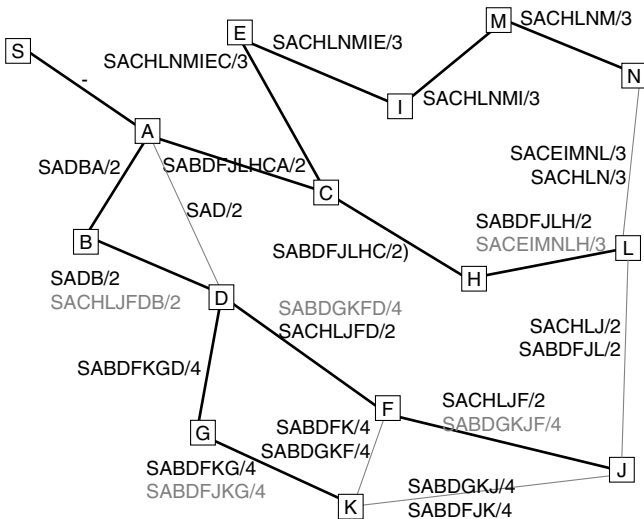 M
SACHLNM/3
E
SACHLNMIE/3
S
SACHLNMIEC/3
N
-
I
SACHLNMI/3
A
SADBA/2
SABDFJLHCA/2
SACEIMNL/3
SACHLN/3
C
SAD/2
SABDFJLH/2
SACEIMNLH/3
B
SABDFJLHC/2)
L
H
SADB/2
SACHLJFDB/2
D
SABDGKFD/4
SACHLJFD/2
SACHLJ/2
SABDFJL/2
SABDFKGD/4
F
SACHLJF/2
SABDGKJF/4
SABDFK/4
SABDGKF/4
G
SABDFKG/4
SABDFJKG/4
J
SABDGKJ/4
SABDFJK/4
K